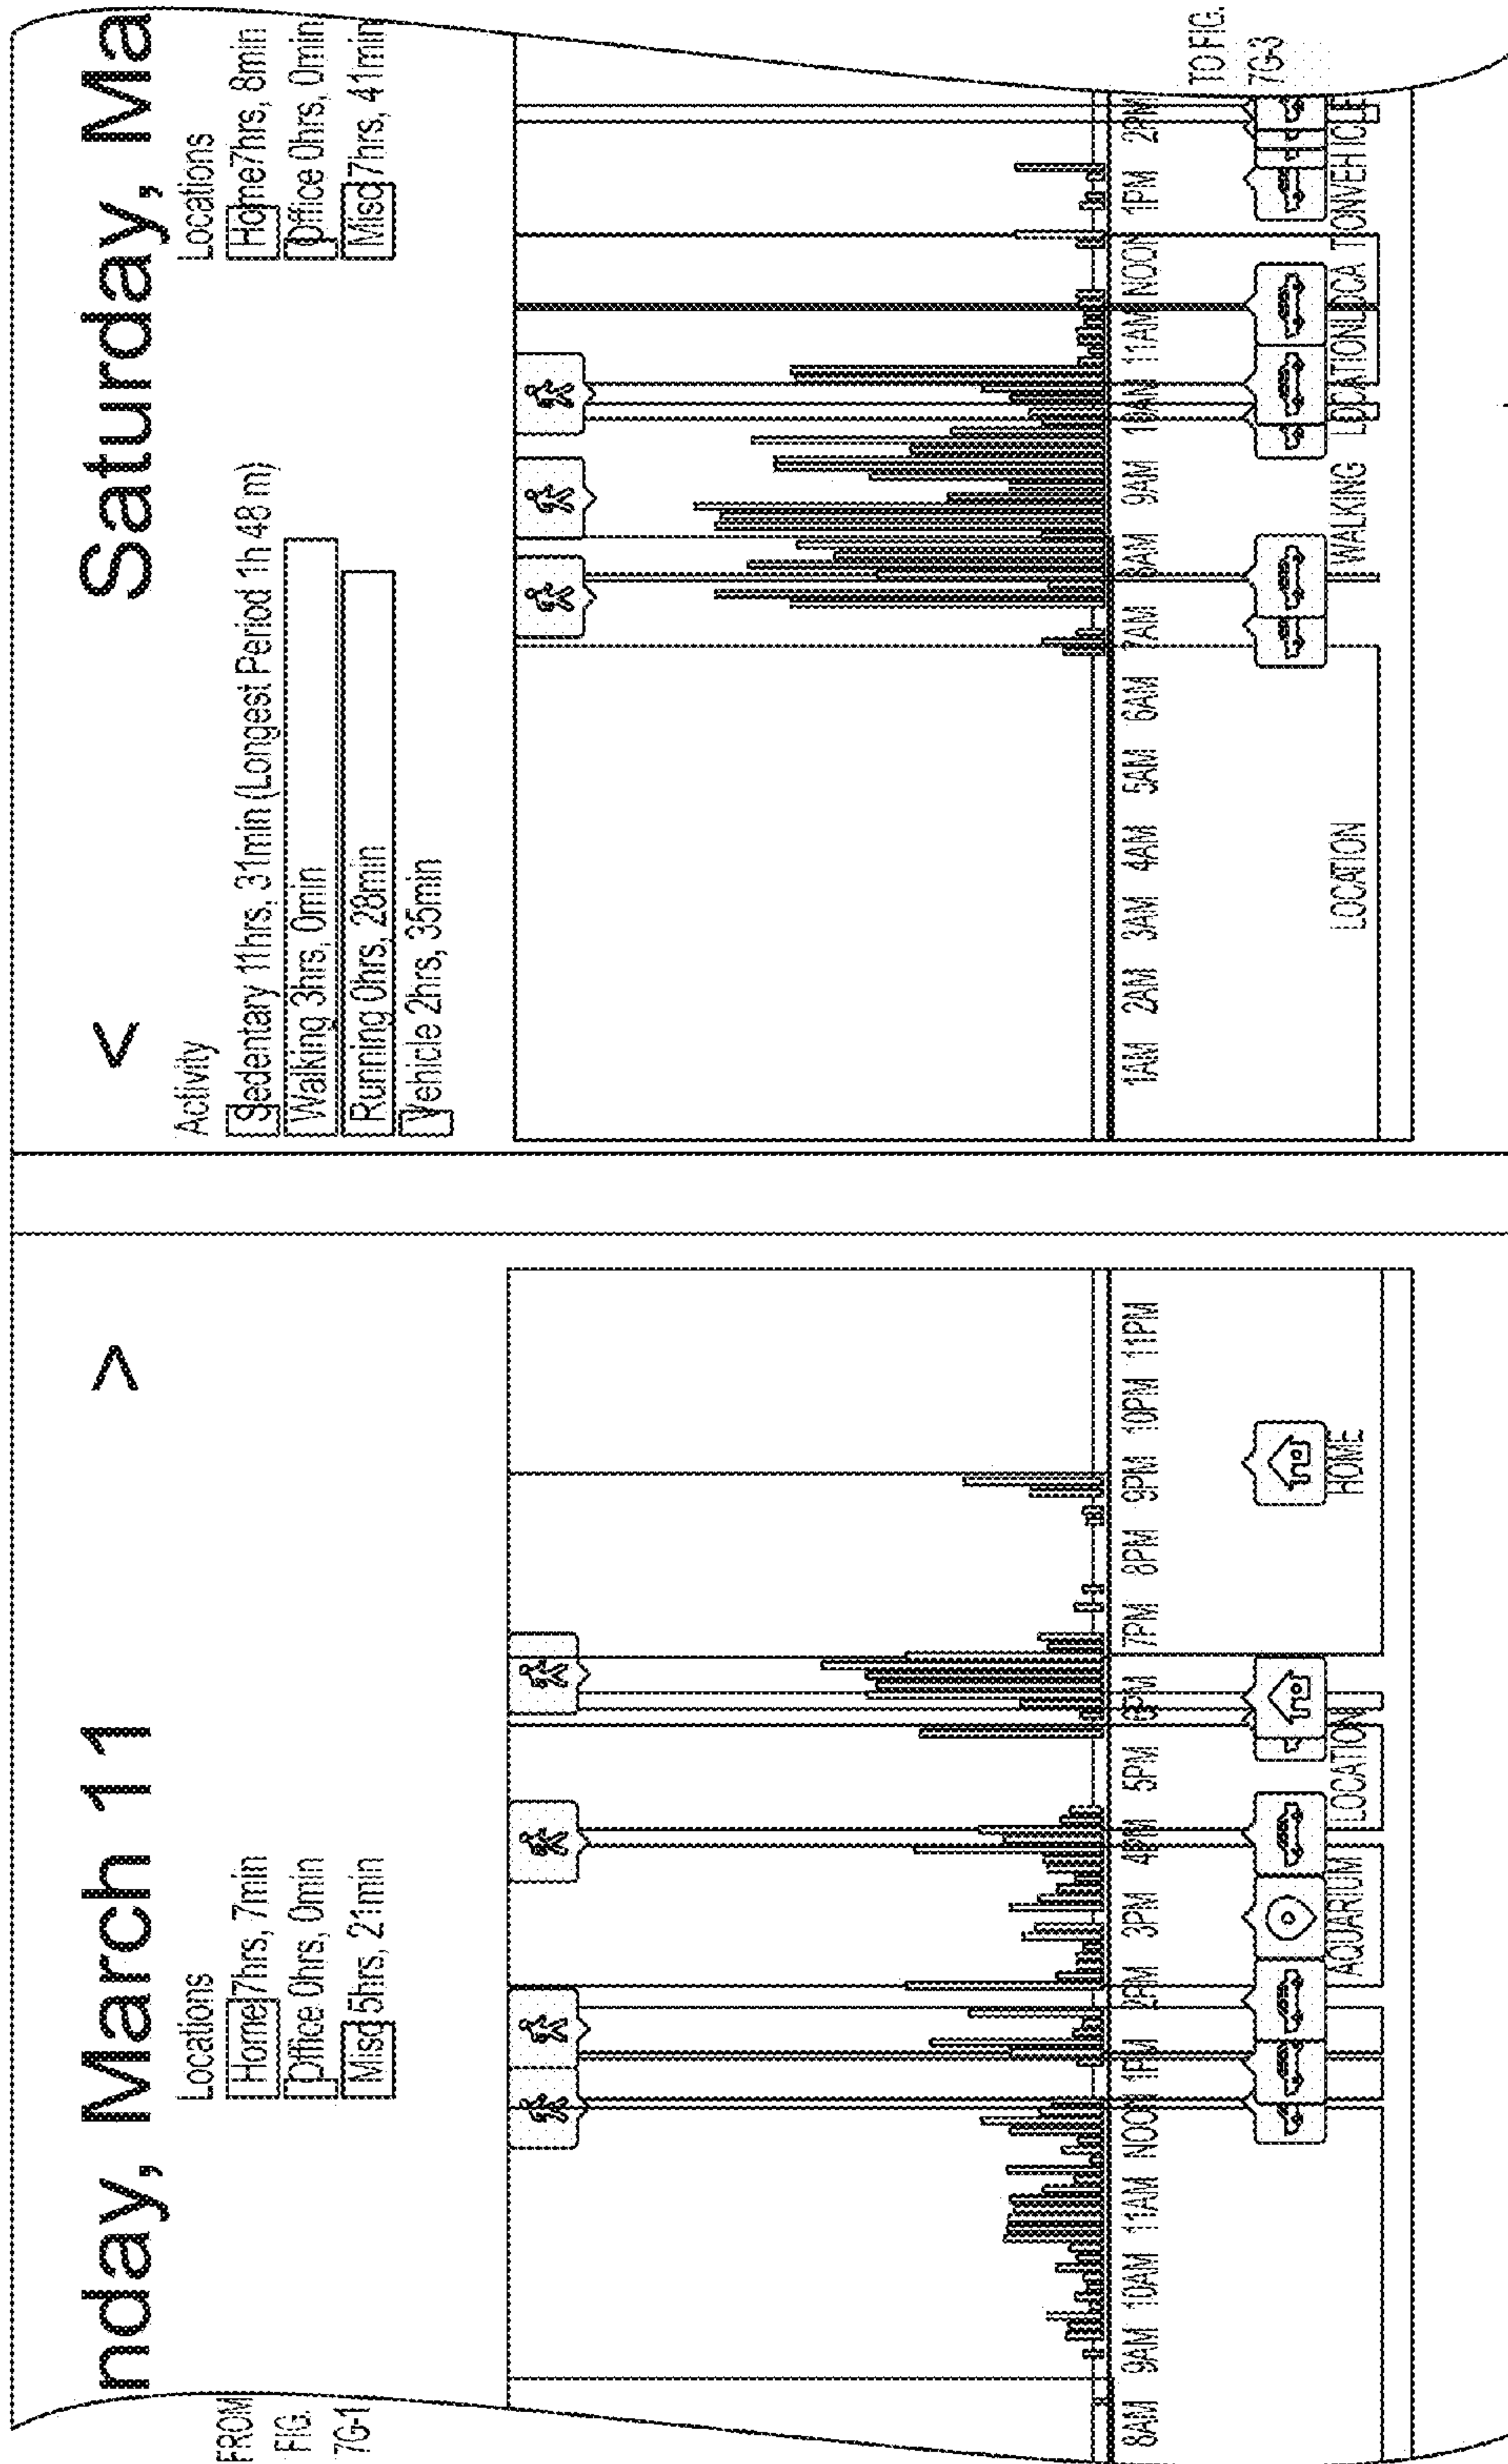 FROM
FIG.
7G-1
nday, March 11 >
Locations
Home 7hrs, 7min
Office 0hrs, 0min
Misc 5hrs, 21min
8AM 9AM 10AM 11AM NOON 1PM 2PM 3PM 4PM 5PM 6PM 7PM 8PM 9PM 10PM 11PM
AQUARIUM LOCATION HOME
< Saturday, Ma
Activity
Sedentary 11hrs, 31min (Longest Period 1h 48 m)
Walking 3hrs, 0min
Running 0hrs, 28min
Vehicle 2hrs, 35min
Locations
Home 7hrs, 8min
Office 0hrs, 0min
Misc 7hrs, 41min
1AM 2AM 3AM 4AM 5AM 6AM 7AM 8AM 9AM 10AM 11AM NOON 1PM 2PM
LOCATION WALKING LOCATION LOCA TION VEHICLE
TO FIG.
7G-3